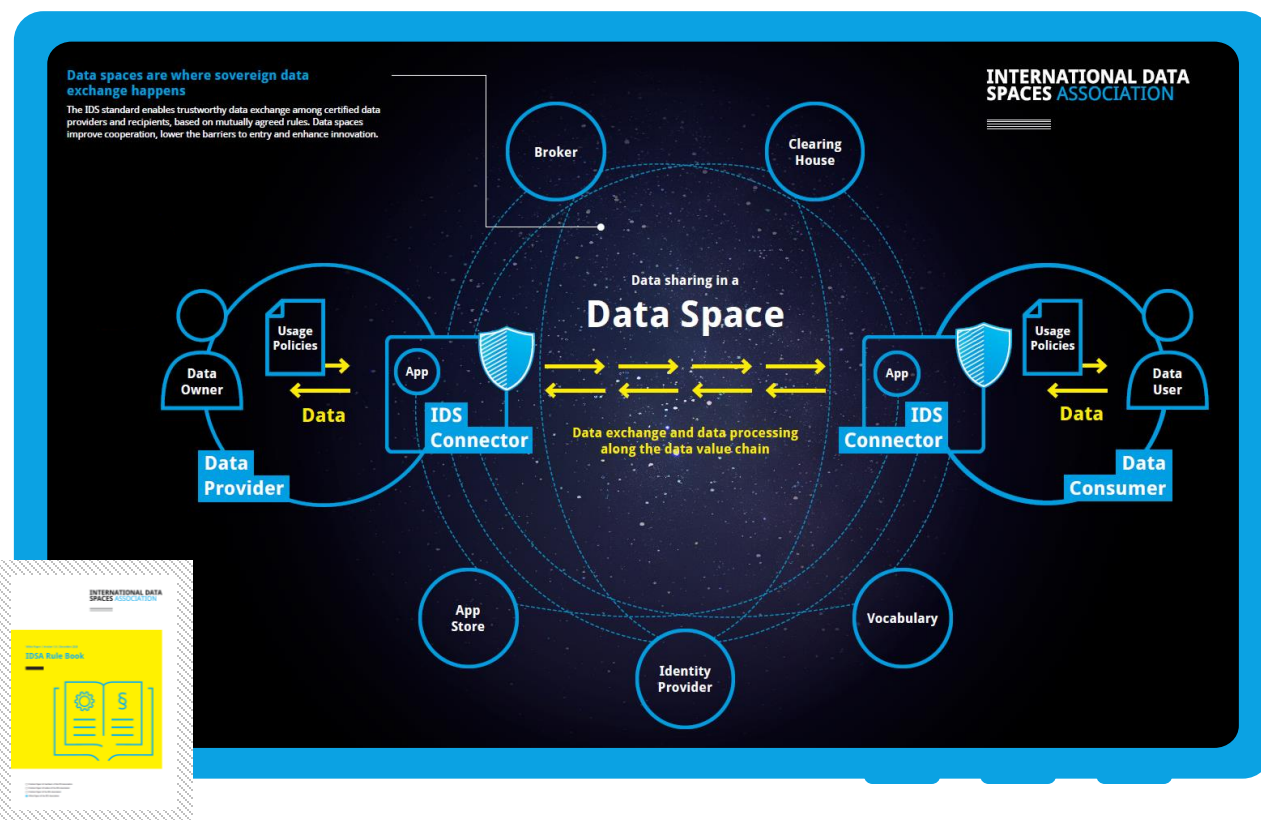 Data spaces are where sovereign data
exchange happens
The IDS standard enables trustworthy data exchange among certified data
providers and recipients, based on mutually agreed rules. Data spaces
improve cooperation, lower the barriers to entry and enhance innovation.
INTERNATIONAL DATA
SPACES ASSOCIATION
Broker
Clearing
House
Data sharing in a
Data Space
Usage
Policies
Data
Owner
Data
App
IDS
Connector
Data
Provider
Data exchange and data processing
along the data value chain
App
IDS
Connector
Usage
Policies
Data
User
Data
Data
Consumer
App
Store
Identity
Provider
Vocabulary
INTERNATIONAL DATA
SPACES ASSOCIATION
IDSA Rule Book
§